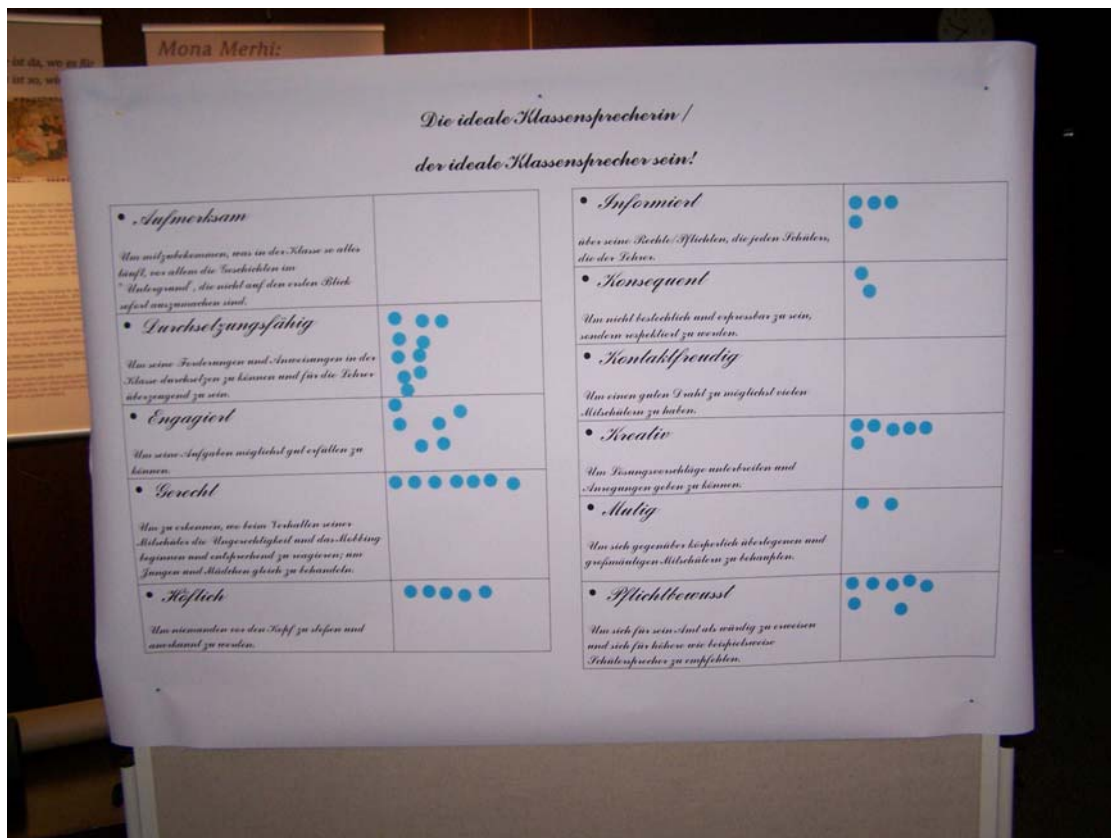 ist da, wo es für
ist so, wie
Mona Merhi:
Die ideale Klassensprecherin /
der ideale Klassensprecher sein!
• Aufmerksam
Um mitzubekommen, was in der Klasse so alles
läuft, vor allem die Geschichten im
"Untergrund", die nicht auf den ersten Blick
sofort auszumachen sind.
• Durchsetzungsfähig
Um seine Forderungen und Anweisungen in der
Klasse durchsetzen zu können und für die Lehrer
überzeugend zu sein.
• Engagiert
Um seine Aufgaben möglichst gut erfüllen zu
können.
• Gerecht
Um zu erkennen, wo beim Verhalten seiner
Mitschüler die Ungerechtigkeit und das Mobbing
beginnen und entsprechend zu reagieren; um
Jungen und Mädchen gleich zu behandeln.
• Höflich
Um niemanden vor den Kopf zu stoßen und
anerkannt zu werden.
• Informiert
über seine Rechte/Pflichten, die jeden Schülers,
die der Lehrer.
• Konsequent
Um nicht bestechlich und erpressbar zu sein,
sondern respektiert zu werden.
• Kontaktfreudig
Um einen guten Draht zu möglichst vielen
Mitschülern zu haben.
• Kreativ
Um Lösungsvorschläge unterbreiten und
Anregungen geben zu können.
• Mutig
Um sich gegenüber körperlich überlegenen und
großmäuligen Mitschülern zu behaupten.
• Pflichtbewusst
Um sich für sein Amt als würdig zu erweisen
und sich für höhere wie beispielsweise
Schülersprecher zu empfehlen.